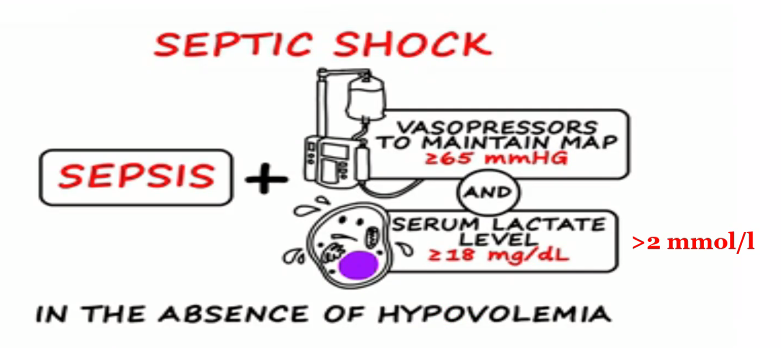 SEPTIC SHOCK
VASOPRESSORS
TO MAINTAIN MAP
≥65 mmHG
SEPSIS +
AND
SERUM LACTATE
LEVEL
≥18 mg/dL
>2 mmol/l
IN THE ABSENCE OF HYPOVOLEMIA